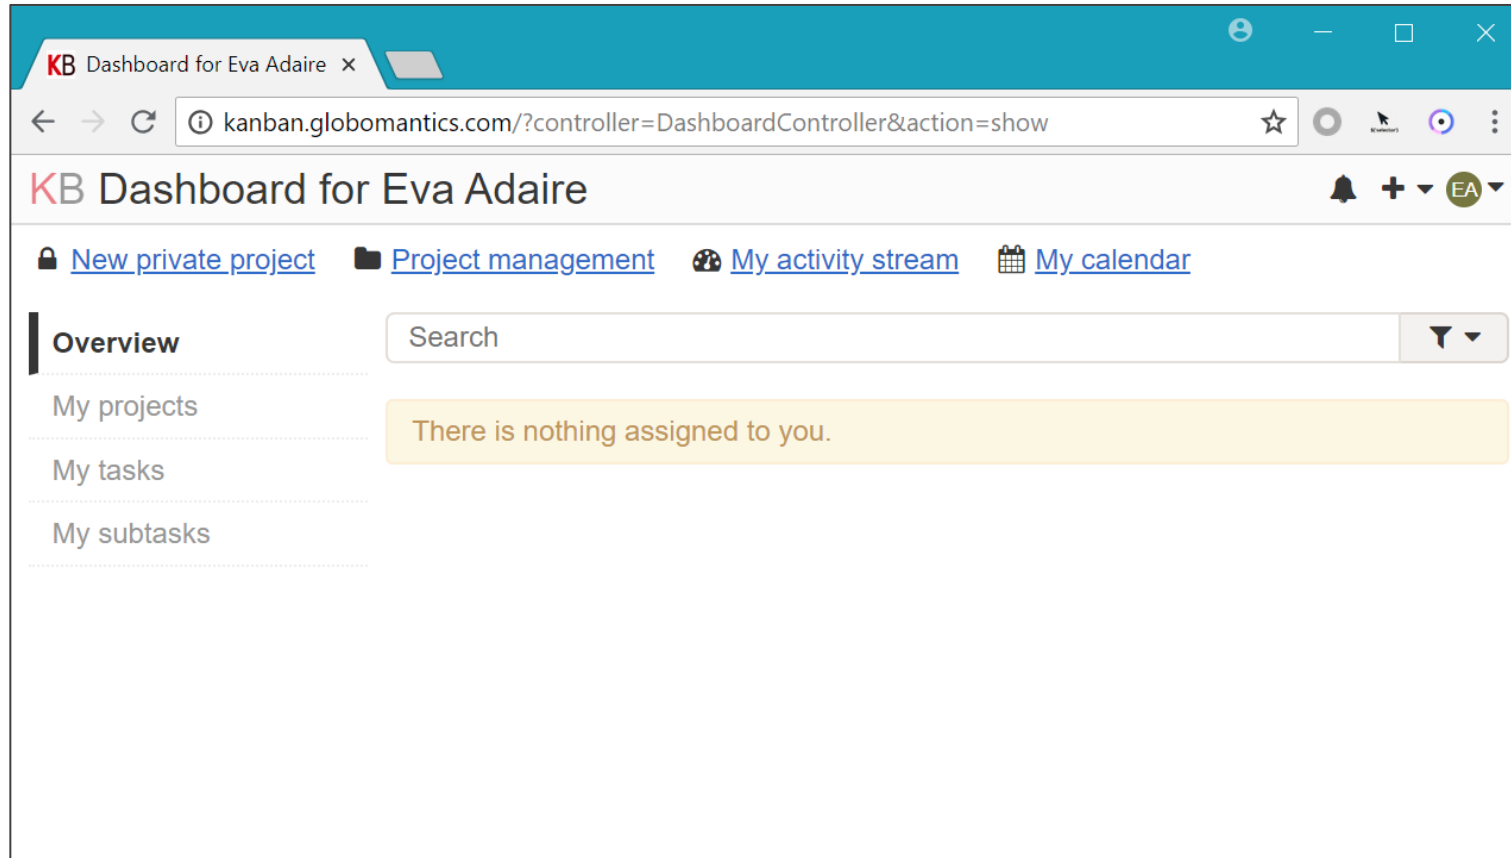 KB Dashboard for Eva Adaire
kanban.globomantics.com/?controller=DashboardController&action=show
KB Dashboard for Eva Adaire
EA
New private project Project management My activity stream My calendar
Overview
Search
There is nothing assigned to you.
My projects
My tasks
My subtasks